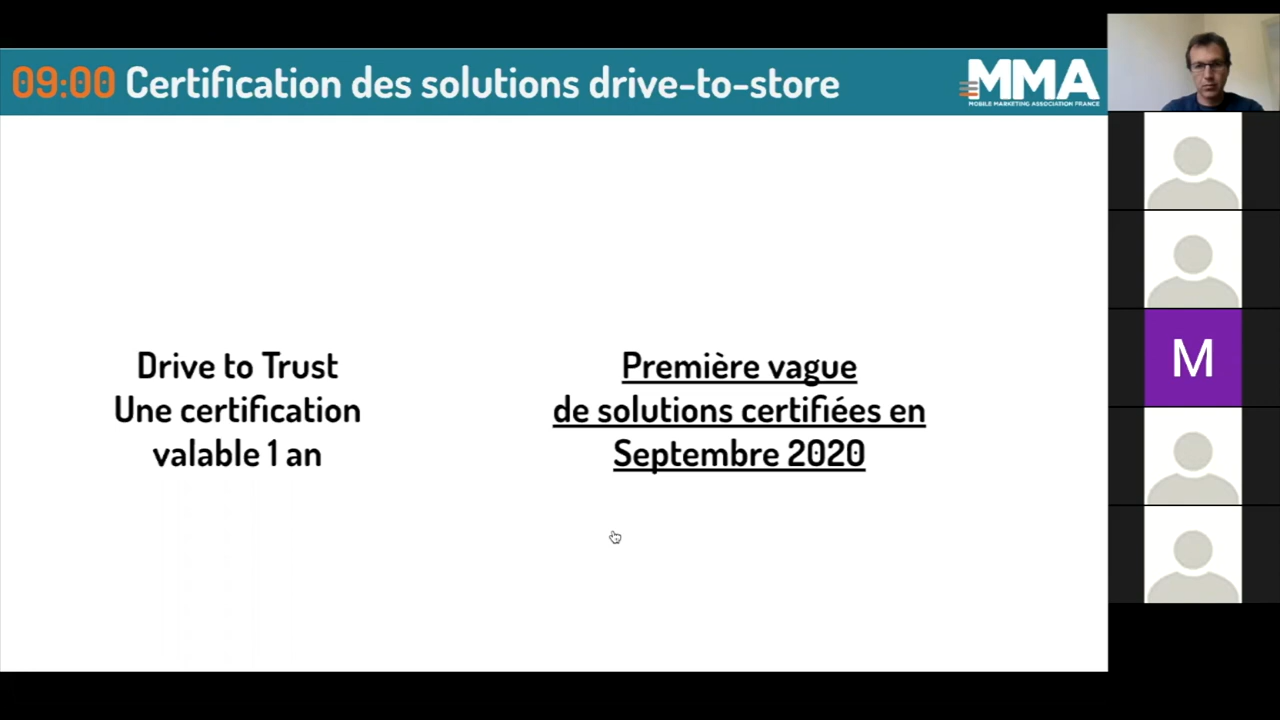 09:00 Certification des solutions drive-to-store
MMA
MOBILE MARKETING ASSOCIATION FRANCE
Drive to Trust
Une certification
valable 1 an
Première vague
de solutions certifiées en
Septembre 2020
M